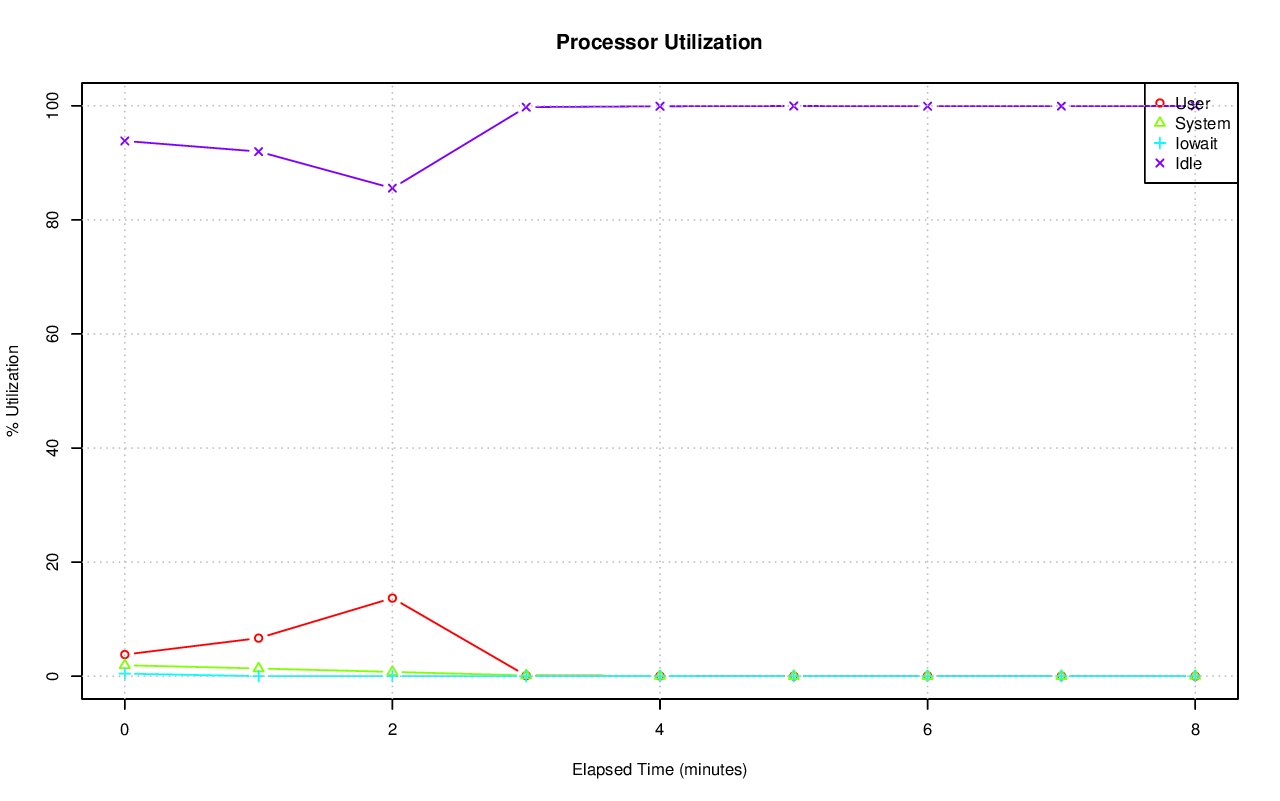 Processor Utilization
% Utilization
100
80
60
40
20
0
User
System
Iowait
Idle
0 2 4 6 8
Elapsed Time (minutes)